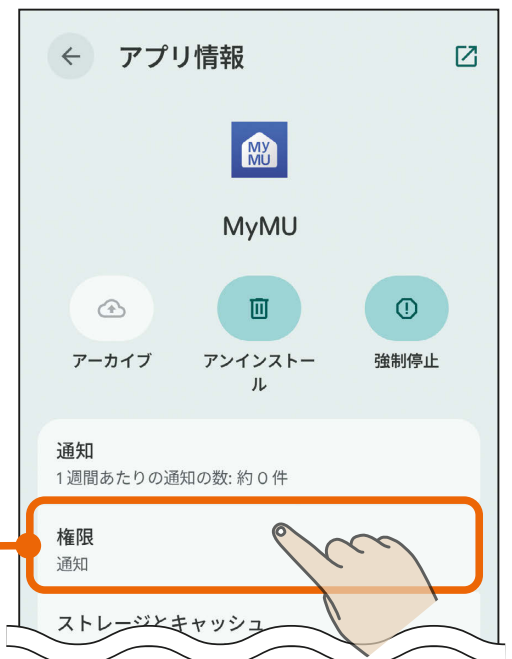 アプリ情報
MY
MU
MyMU
アーカイブ
アンインストー
ル
強制停止
通知
1週間あたりの通知の数: 約 0 件
権限
通知
ストレージとキャッシュ